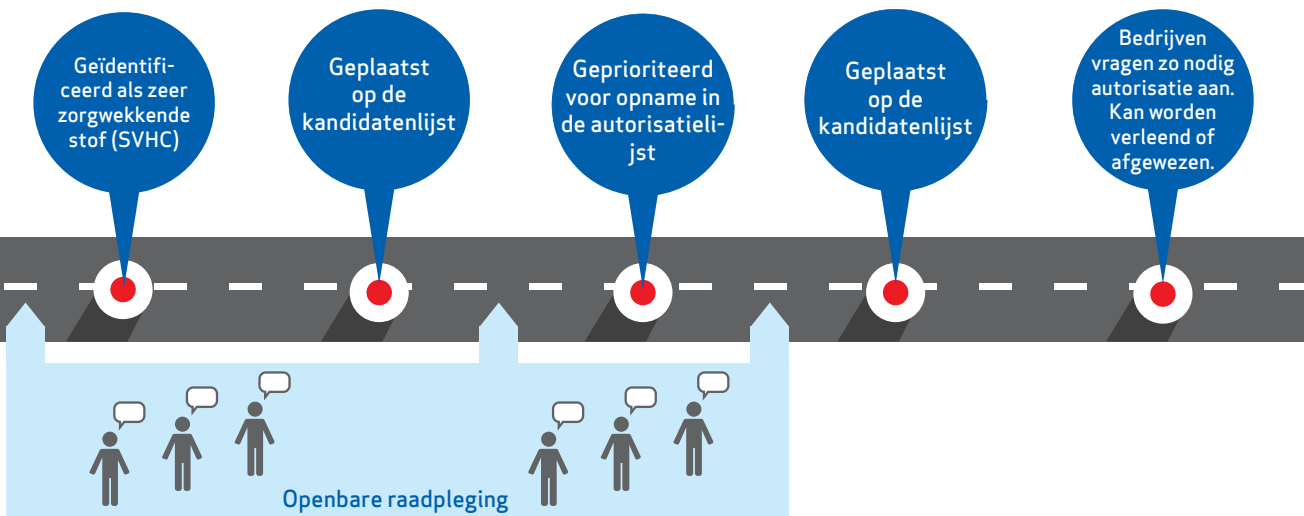 Geïdentifi-
ceerd als zeer
zorgwekkende
stof (SVHC)
Geplaatst
op de
kandidatenlijst
Geprioriteerd
voor opname in
de autorisatieli-
jst
Geplaatst
op de
kandidatenlijst
Bedrijven
vragen zo nodig
autorisatie aan.
Kan worden
verleend of
afgewezen.
Openbare raadpleging